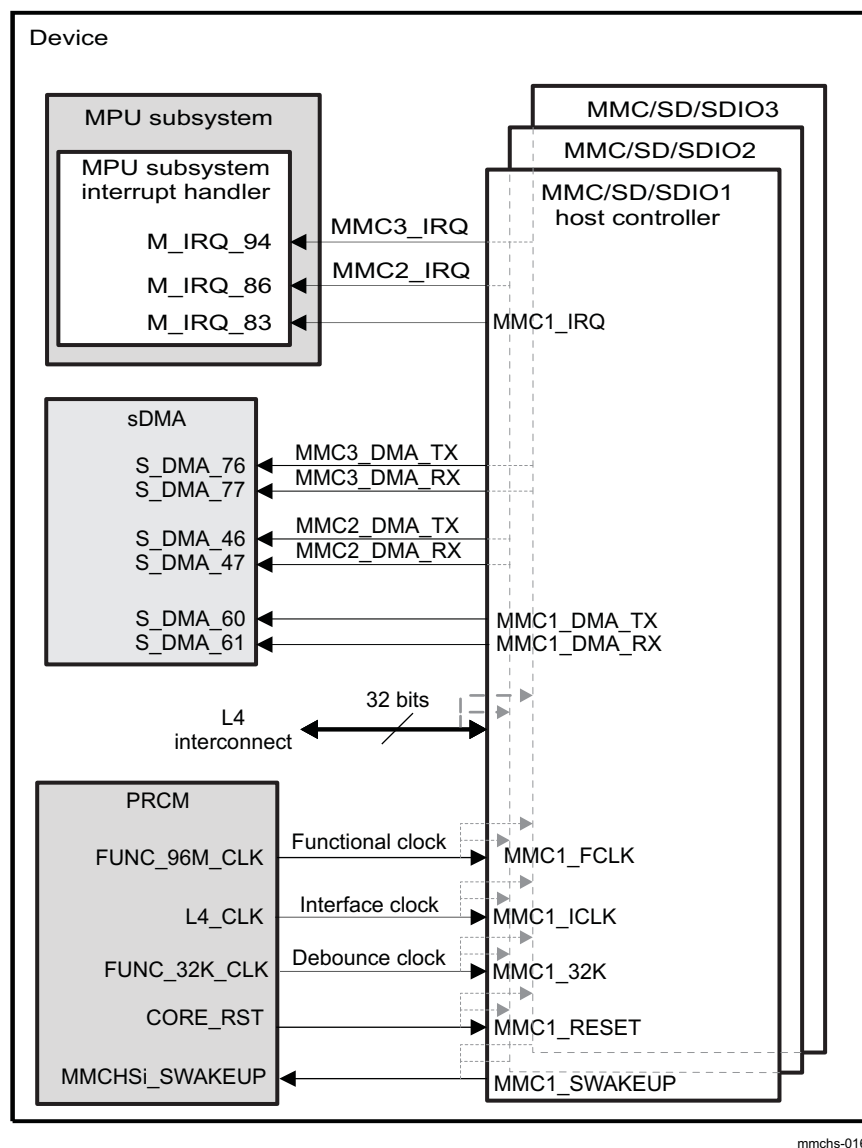 Device
MMC/SD/SDIO3
MMC/SD/SDIO2
MMC/SD/SDIO1
host controller
MPU subsystem
MPU subsystem
interrupt handler
M_IRQ_94
MMC3_IRQ
M_IRQ_86
MMC2_IRQ
M_IRQ_83
MMC1_IRQ
sDMA
S_DMA_76
MMC3_DMA_TX
S_DMA_77
MMC3_DMA_RX
S_DMA_46
MMC2_DMA_TX
S_DMA_47
MMC2_DMA_RX
S_DMA_60
MMC1_DMA_TX
S_DMA_61
MMC1_DMA_RX
32 bits
L4
interconnect
PRCM
FUNC_96M_CLK
Functional clock
MMC1_FCLK
L4_CLK
Interface clock
MMC1_ICLK
FUNC_32K_CLK
Debounce clock
MMC1_32K
CORE_RST
MMC1_RESET
MMCHSi_SWAKEUP
MMC1_SWAKEUP
mmchs-016